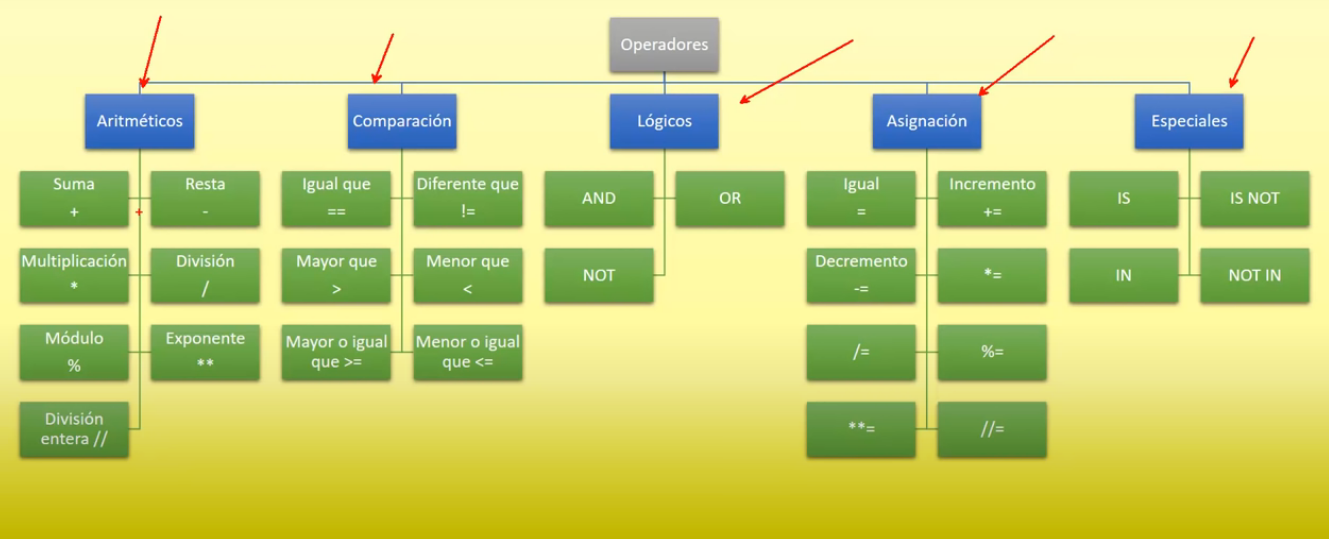 Operadores
Aritméticos
Comparación
Lógicos
Asignación
Especiales
Suma
+
+
Resta
-
Multiplicación
*
División
/
Módulo
%
Exponente
**
División
entera //
Igual que
==
Diferente que
!=
Mayor que
>
Menor que
<
Mayor o igual
que >=
Menor o igual
que <=
AND
OR
NOT
Igual
=
Incremento
+=
Decremento
-=
*=
/=
%=
**=
//=
IS
IS NOT
IN
NOT IN